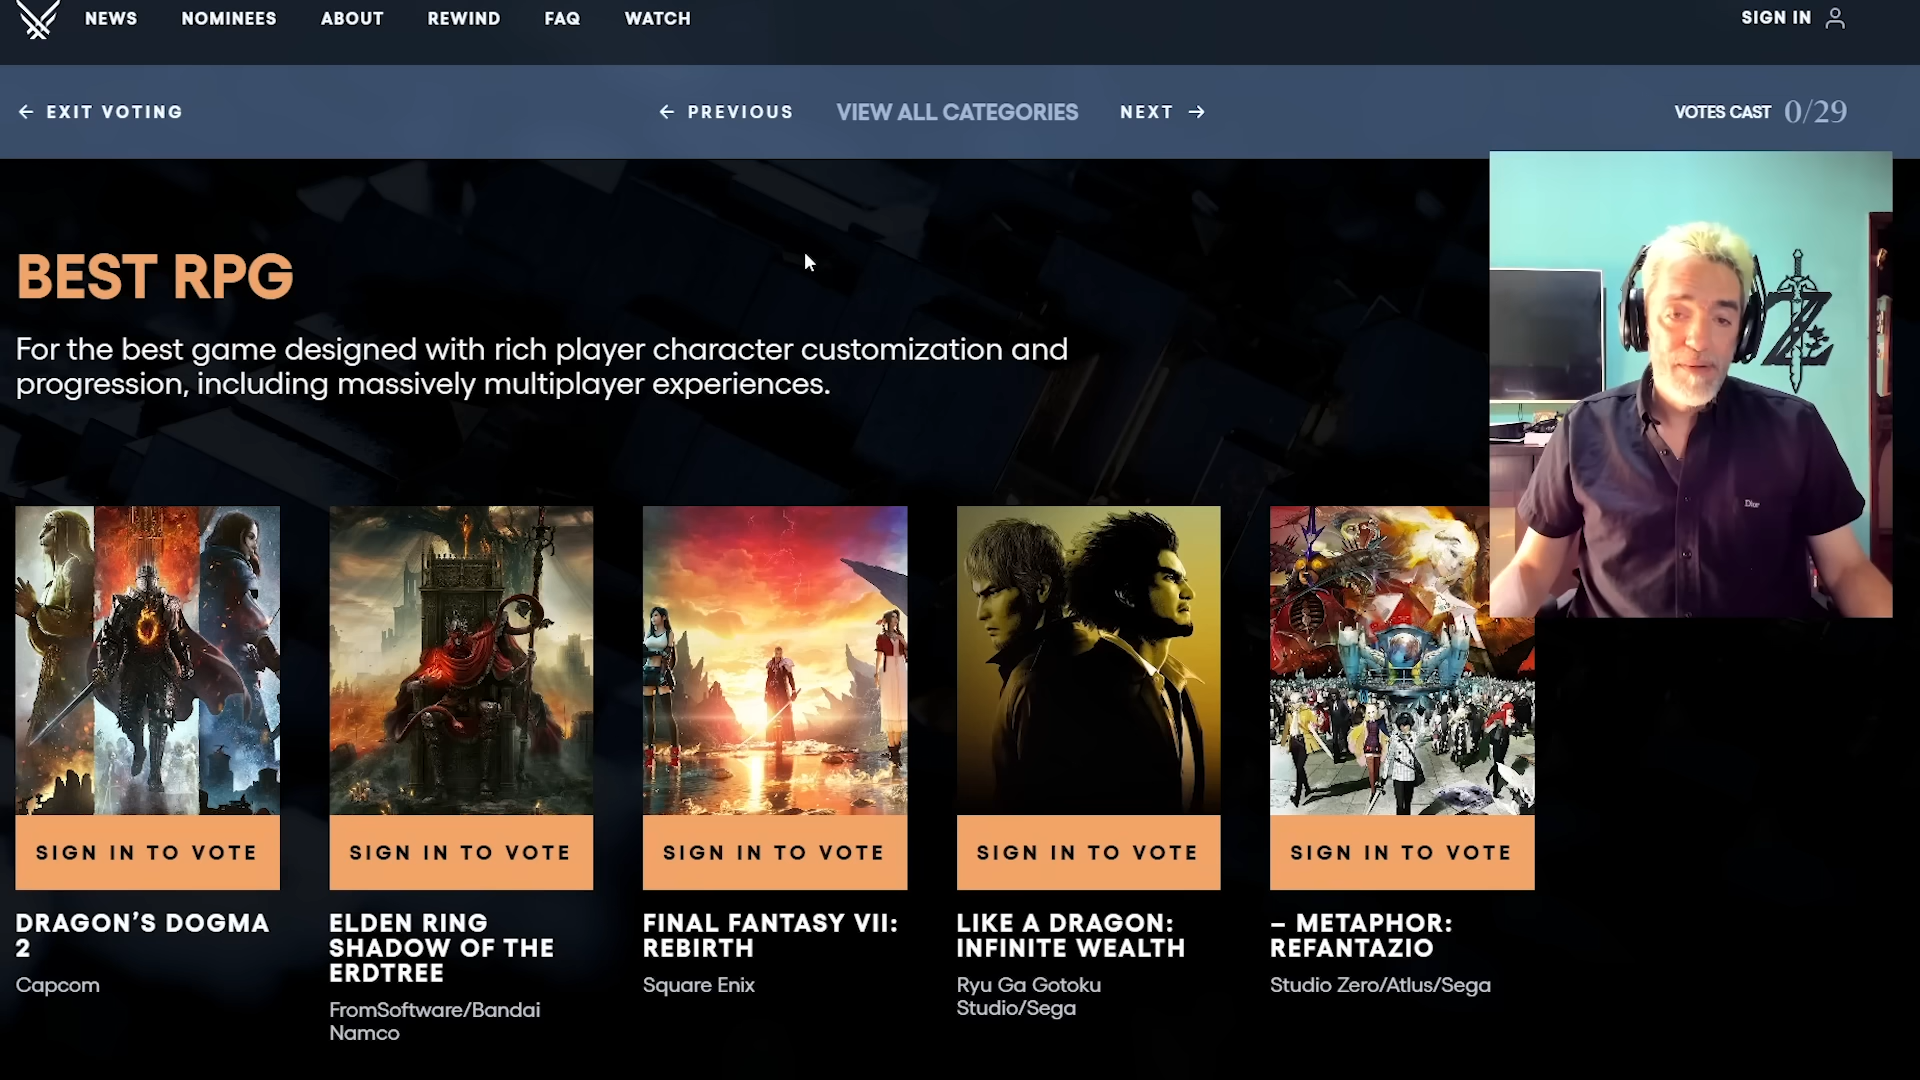 NEWS NOMINEES ABOUT REWIND FAQ WATCH SIGN IN
← EXIT VOTING ← PREVIOUS VIEW ALL CATEGORIES NEXT → VOTES CAST 0/29
BEST RPG
For the best game designed with rich player character customization and
progression, including massively multiplayer experiences.
Z
Dior
SIGN IN TO VOTE SIGN IN TO VOTE SIGN IN TO VOTE SIGN IN TO VOTE SIGN IN TO VOTE
DRAGON’S DOGMA
2
Capcom
ELDEN RING
SHADOW OF THE
ERDTREE
FromSoftware/Bandai
Namco
FINAL FANTASY VII:
REBIRTH
Square Enix
LIKE A DRAGON:
INFINITE WEALTH
Ryu Ga Gotoku
Studio/Sega
– METAPHOR:
REFANTAZIO
Studio Zero/Atlus/Sega